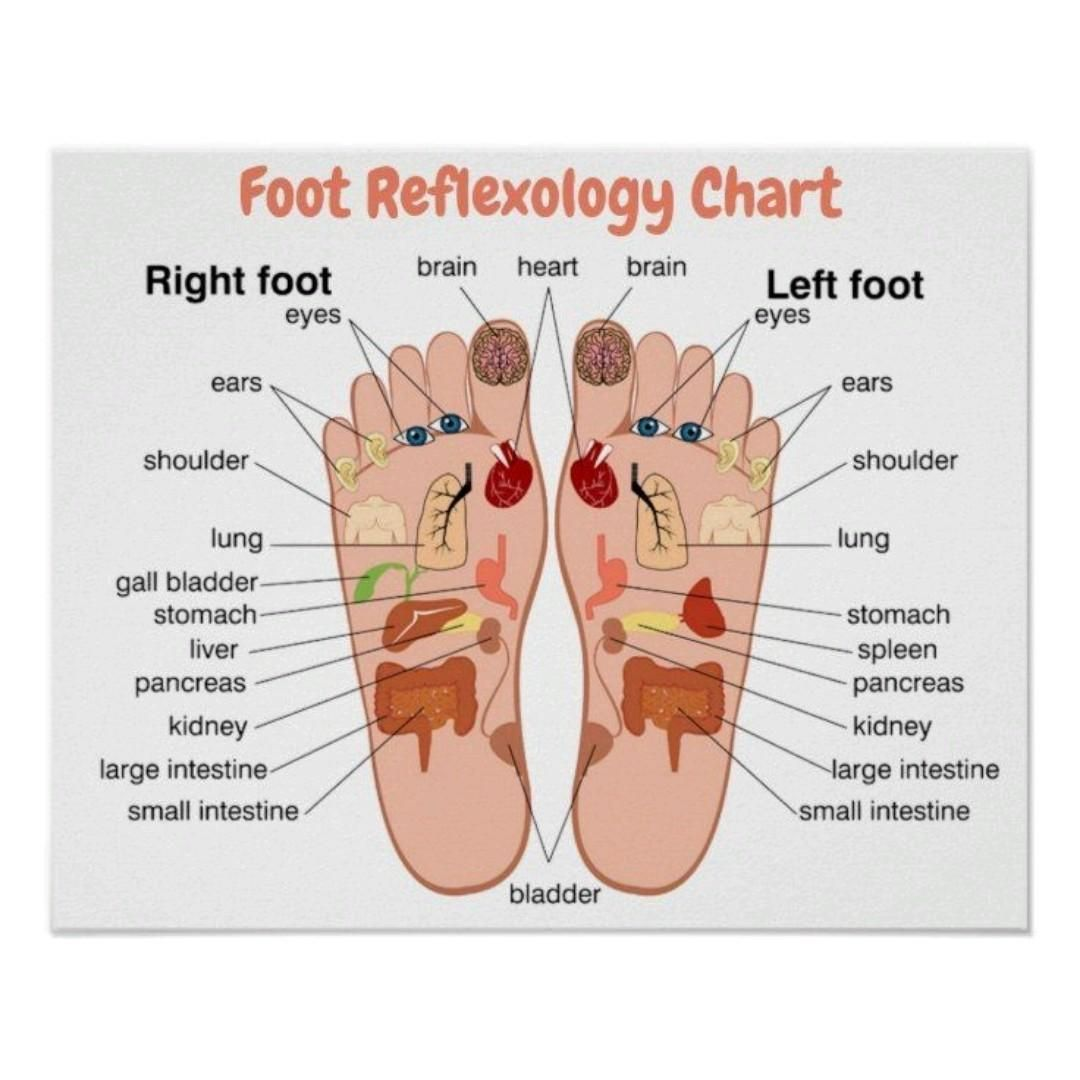 Foot Reflexology Chart
Right foot
brain
heart
brain
Left foot
eyes
eyes
ears
ears
shoulder
shoulder
lung
lung
gall bladder
stomach
stomach
liver
spleen
pancreas
pancreas
kidney
kidney
large intestine
large intestine
small intestine
small intestine
bladder